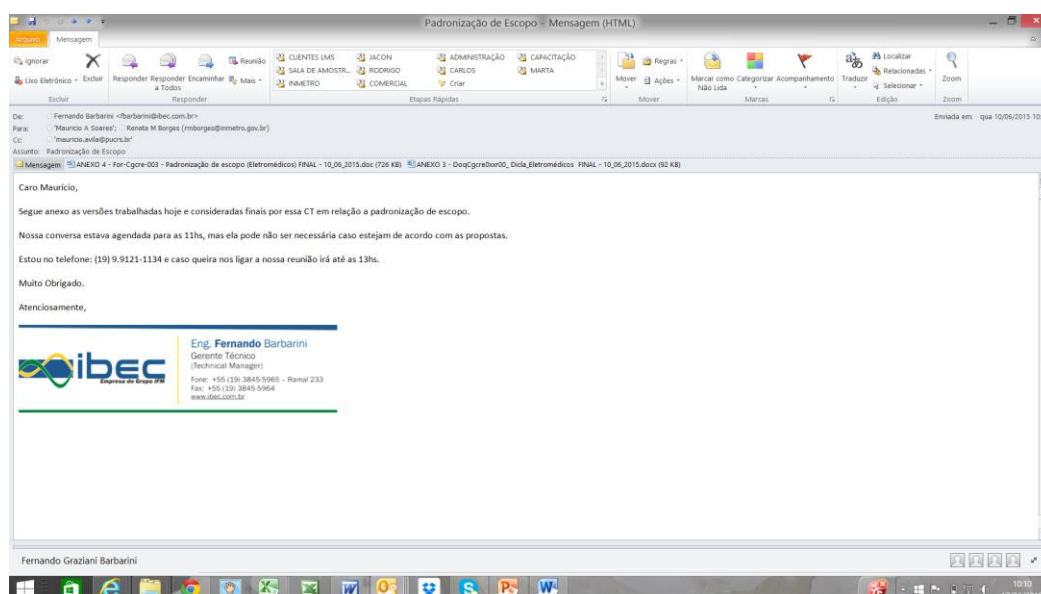 Padronização de Escopo - Mensagem (HTML)
Arquivo Mensagem
Ignorar
Lixo Eletrônico
Excluir
Responder Responder a Todos Encaminhar
Reunião
Mais
CLIENTES LMS JACON ADMINISTRAÇÃO CAPACITAÇÃO
SALA DE AMOSTR... RODRIGO CARLOS MARTA
INMETRO COMERCIAL Criar
Mover
Regras
Ações
Marcar como Não Lida Categorizar Acompanhamento
Traduzir
Localizar
Relacionadas
Selecionar
Zoom
Excluir Responder Etapas Rápidas Mover Marcas Edição Zoom
De: Fernando Barbarini <fbarbarini@ibec.com.br>
Enviada em: qua 10/06/2015 10:
Para: 'Mauricio A Soares'; Renata M Borges (rmborges@inmetro.gov.br)
Cc: 'mauricio.avila@pucrs.br'
Assunto: Padronização de Escopo
Mensagem ANEXO 4 - For-Cgcre-003 - Padronização de escopo (Eletromédicos) FINAL - 10_06_2015.doc (726 KB) ANEXO 3 - DoqCgcre0xxr00_Dicla_Eletromédicos FINAL - 10_06_2015.docx (92 KB)
Caro Maurício,
Segue anexo as versões trabalhadas hoje e consideradas finais por essa CT em relação a padronização de escopo.
Nossa conversa estava agendada para as 11hs, mas ela pode não ser necessária caso estejam de acordo com as propostas.
Estou no telefone: (19) 9.9121-1134 e caso queira nos ligar a nossa reunião irá até as 13hs.
Muito Obrigado.
Atenciosamente,
ibec
Empresa do Grupo IFM
Eng. Fernando Barbarini
Gerente Técnico
(Technical Manager)
Fone: +55 (19) 3845-5965 - Ramal 233
Fax: +55 (19) 3845-5964
www.ibec.com.br
Fernando Graziani Barbarini
10:10